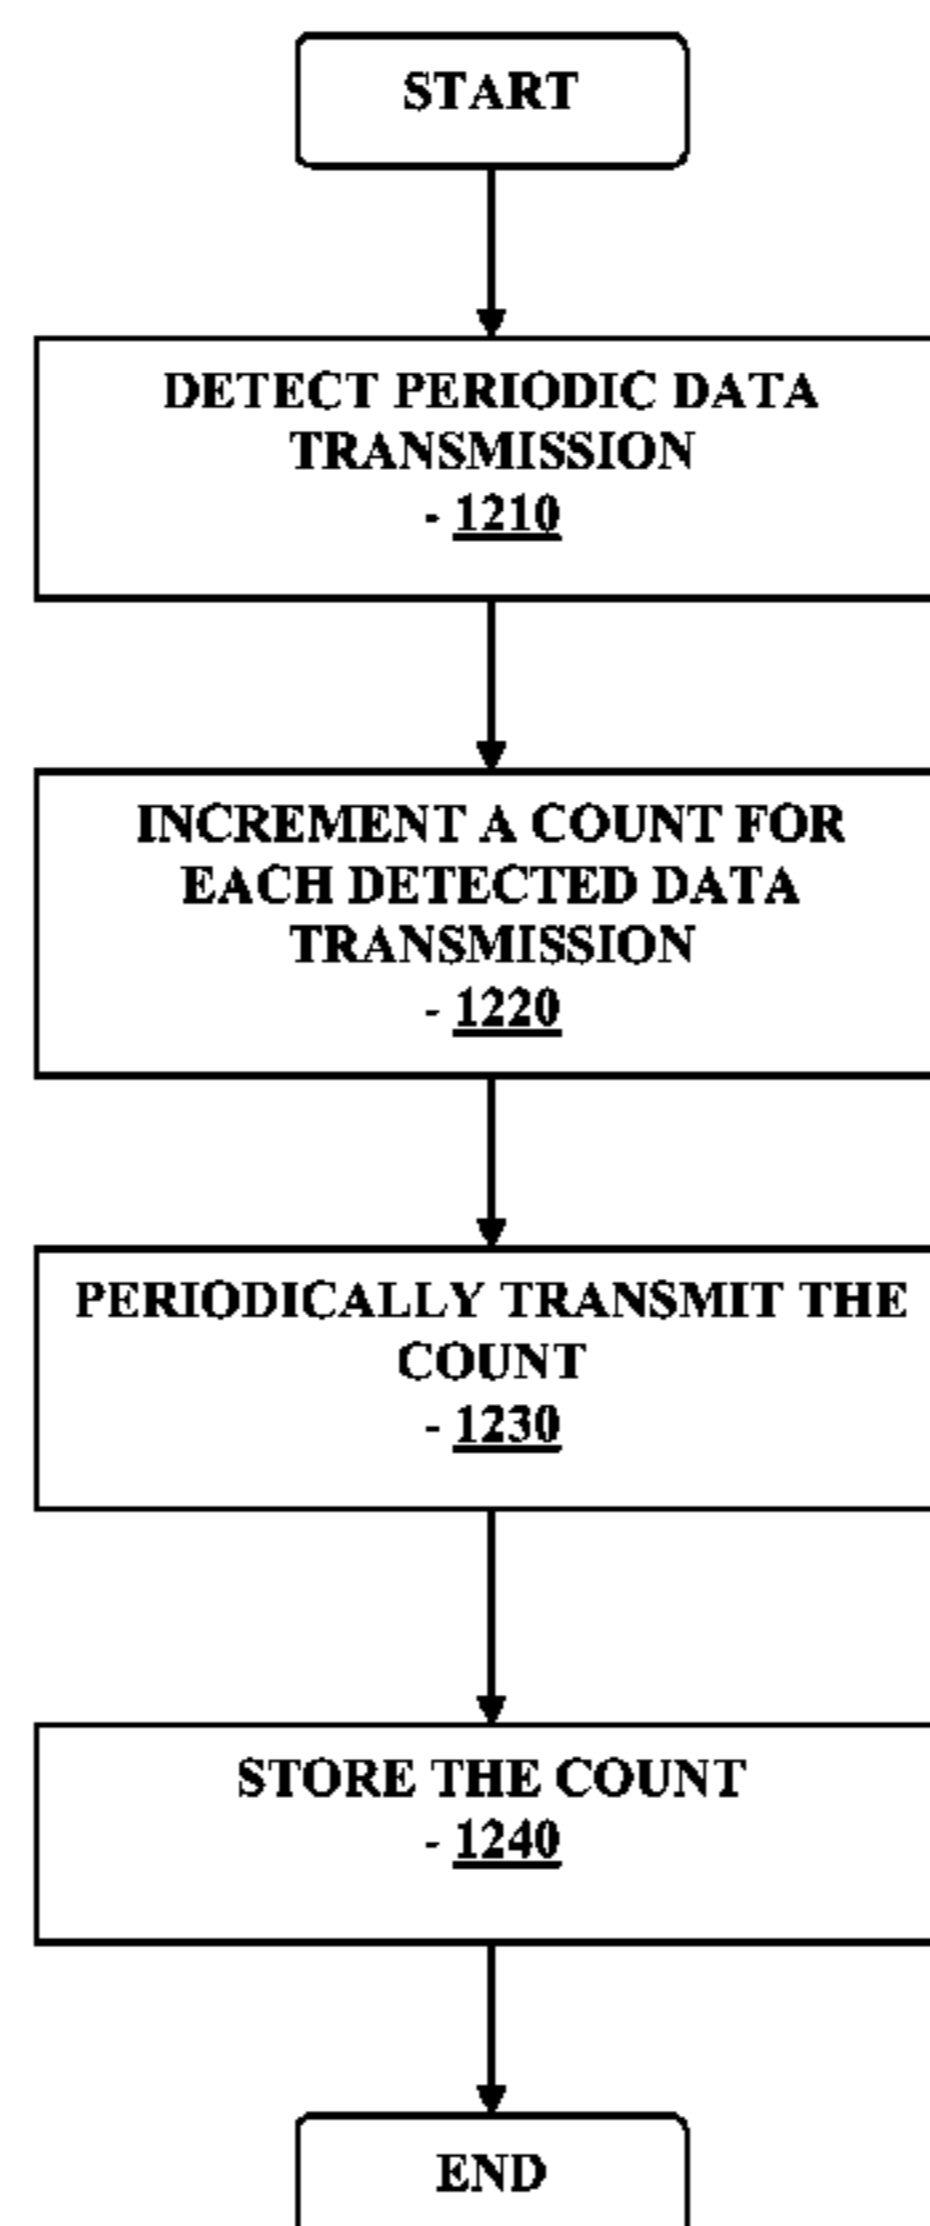 START
DETECT PERIODIC DATA
TRANSMISSION
- 1210
INCREMENT A COUNT FOR
EACH DETECTED DATA
TRANSMISSION
- 1220
PERIODICALLY TRANSMIT THE
COUNT
- 1230
STORE THE COUNT
- 1240
END